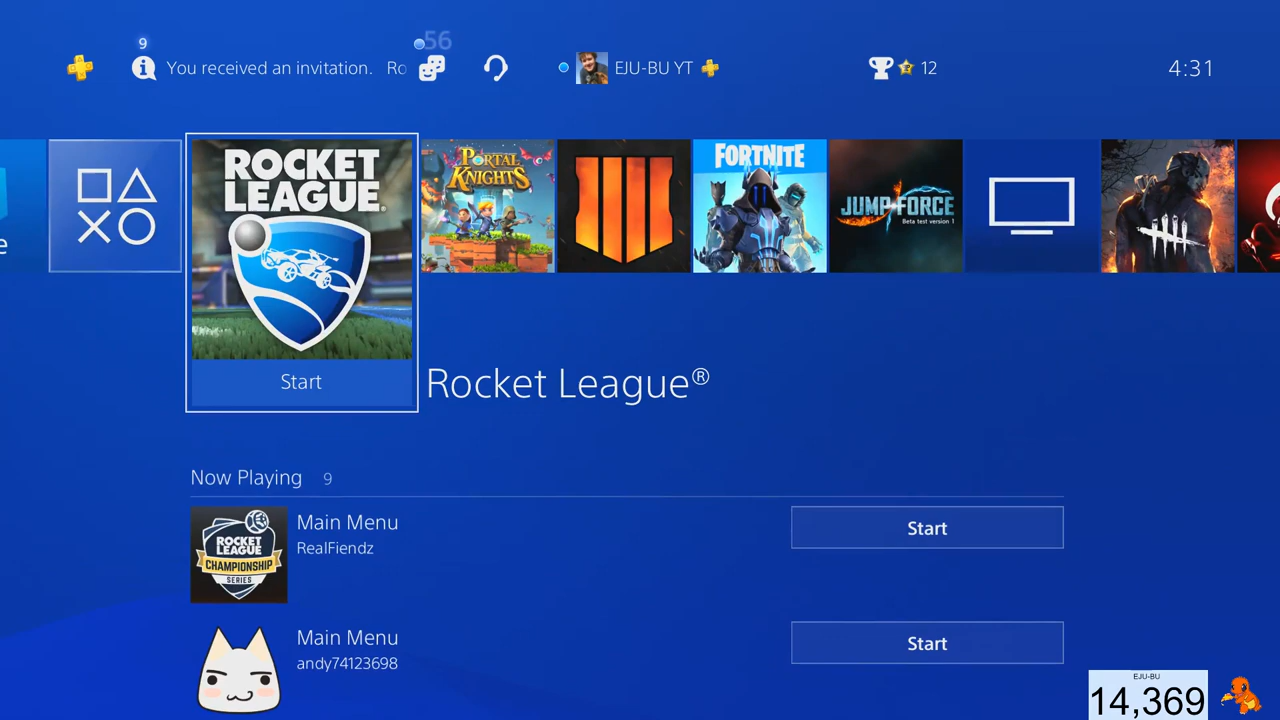 9
56
You received an invitation. Ro
EJU-BU YT
12
4:31
e
ROCKET
LEAGUE®
PORTAL
KNIGHTS
FORTNITE
JUMP FORCE
Beta test version 1
Start
Rocket League®
Now Playing 9
ROCKET
LEAGUE
CHAMPIONSHIP
SERIES
Main Menu
RealFiendz
Start
Main Menu
andy74123698
Start
EJU-BU
14,369